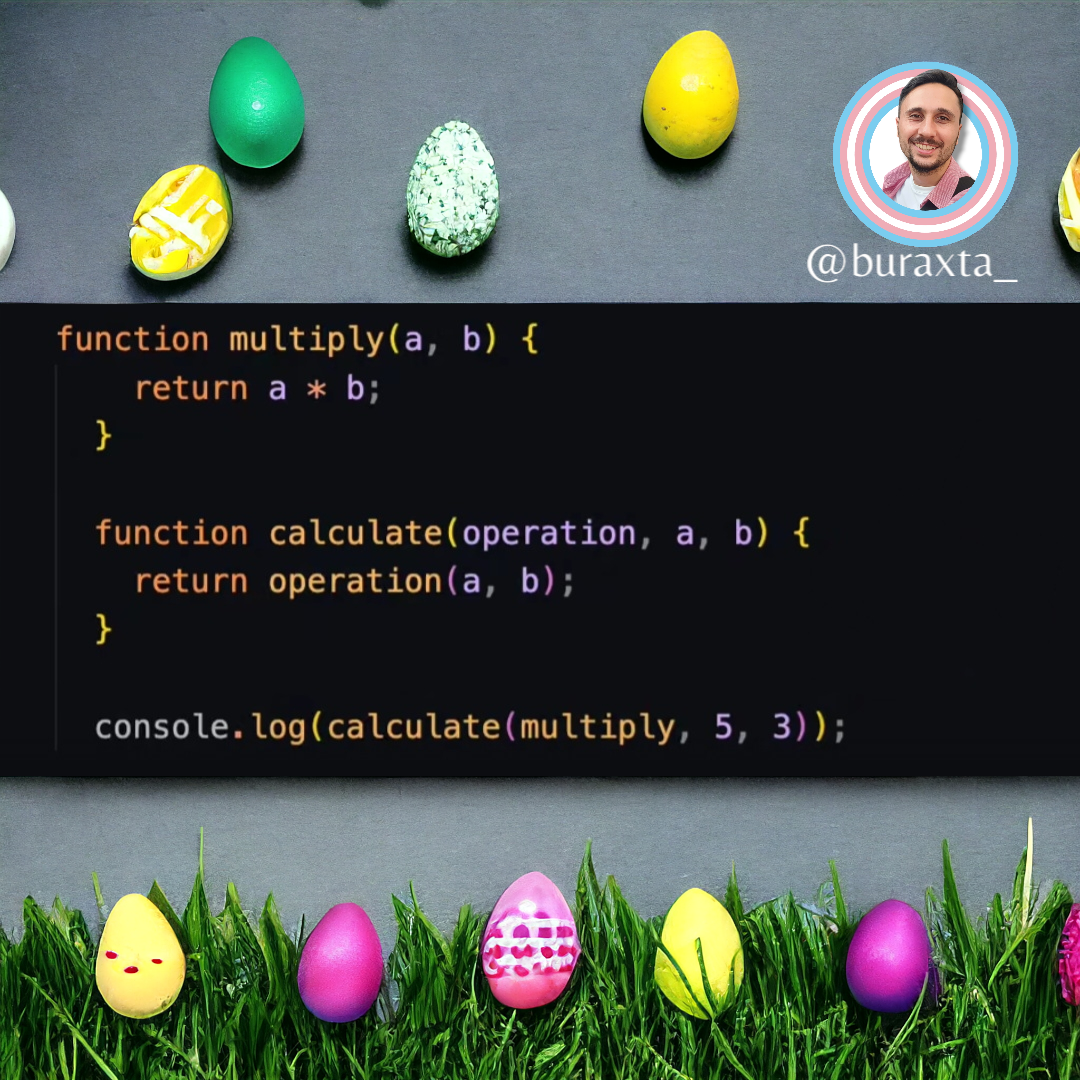 @buraxta_
function multiply(a, b) {
return a * b;
}
function calculate(operation, a, b) {
return operation(a, b);
}
console.log(calculate(multiply, 5, 3));